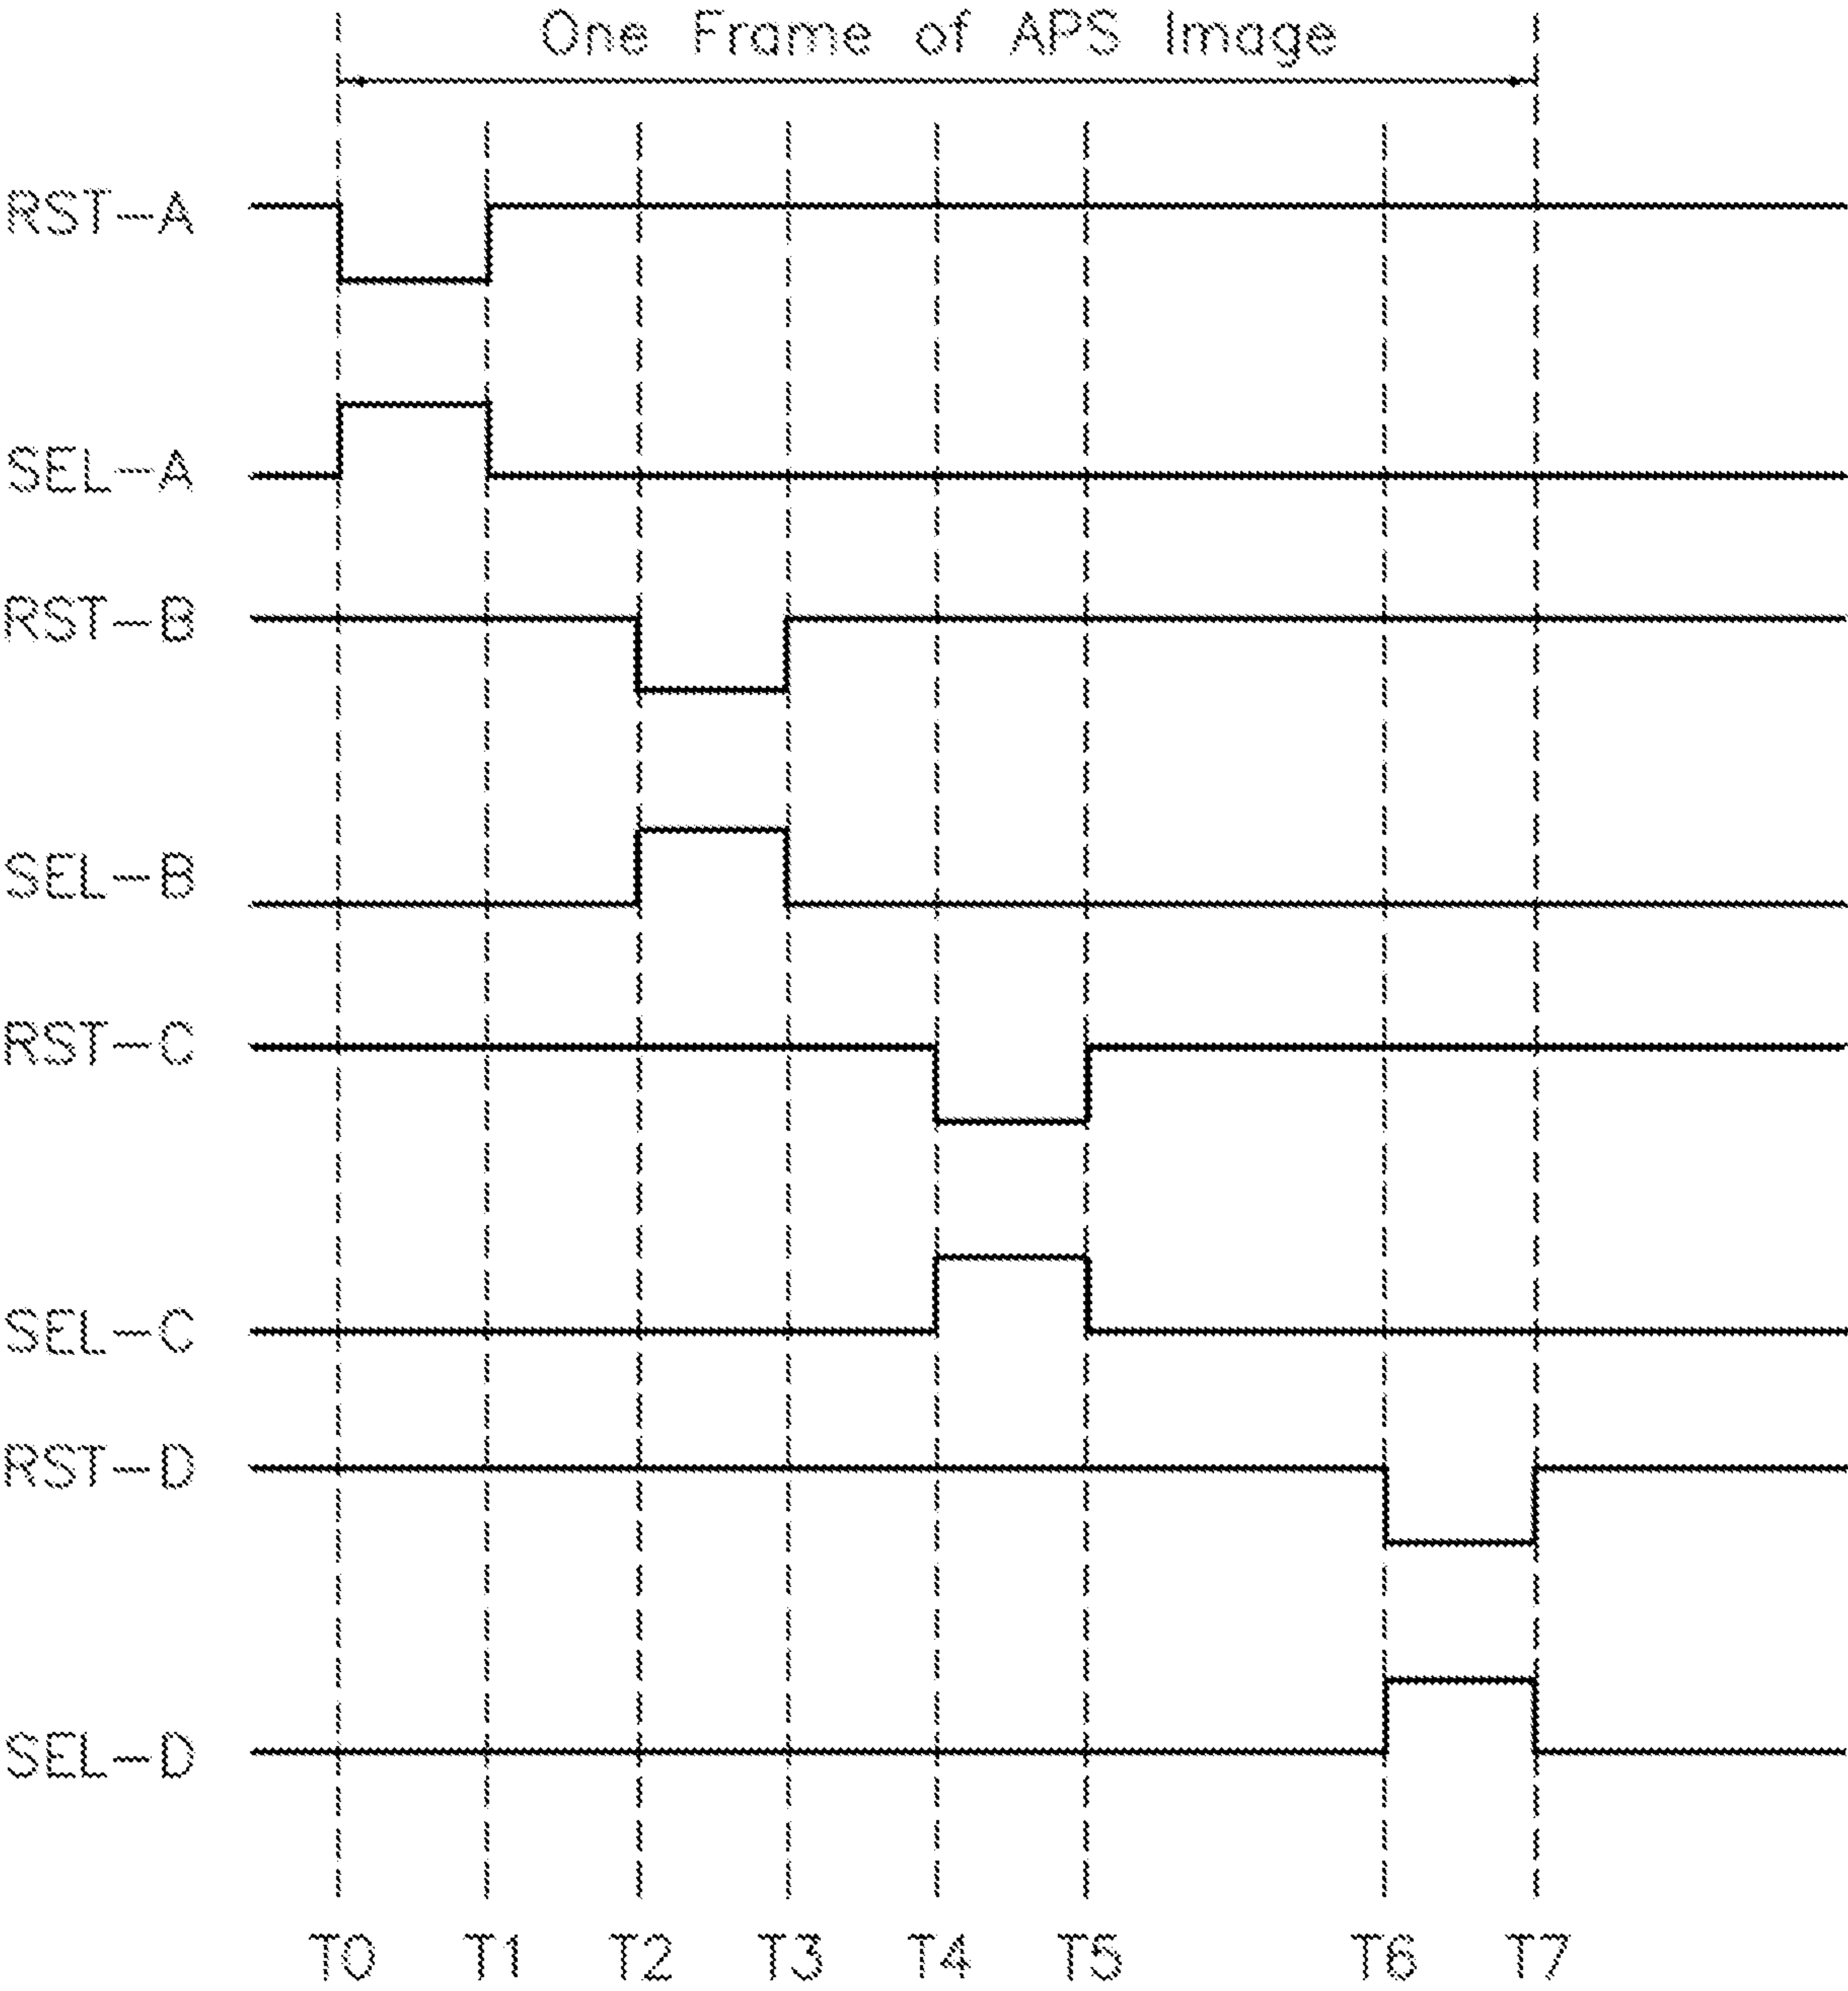 One Frame of APS Image
RST-A
SEL-A
RST-B
SEL-B
RST-C
SEL-C
RST-D
SEL-D
T0 T1 T2 T3 T4 T5 T6 T7